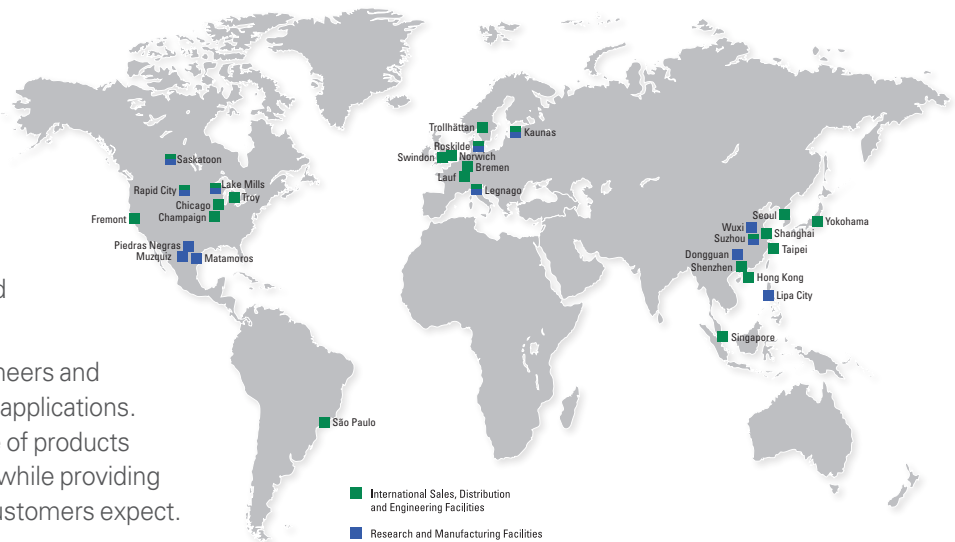 Trollhättan
Kaunas
Roskilde
Swindon
Norwich
Bremen
Lauf
Legnago
Saskatoon
Rapid City
Lake Mills
Troy
Chicago
Fremont
Champaign
Piedras Negras
Muzquiz
Matamoros
Seoul
Yokohama
Wuxi
Shanghai
Suzhou
Taipei
Dongguan
Shenzhen
Hong Kong
Lipa City
Singapore
São Paulo
neers and
applications.
of products
while providing
ustomers expect.
International Sales, Distribution
and Engineering Facilities
Research and Manufacturing Facilities